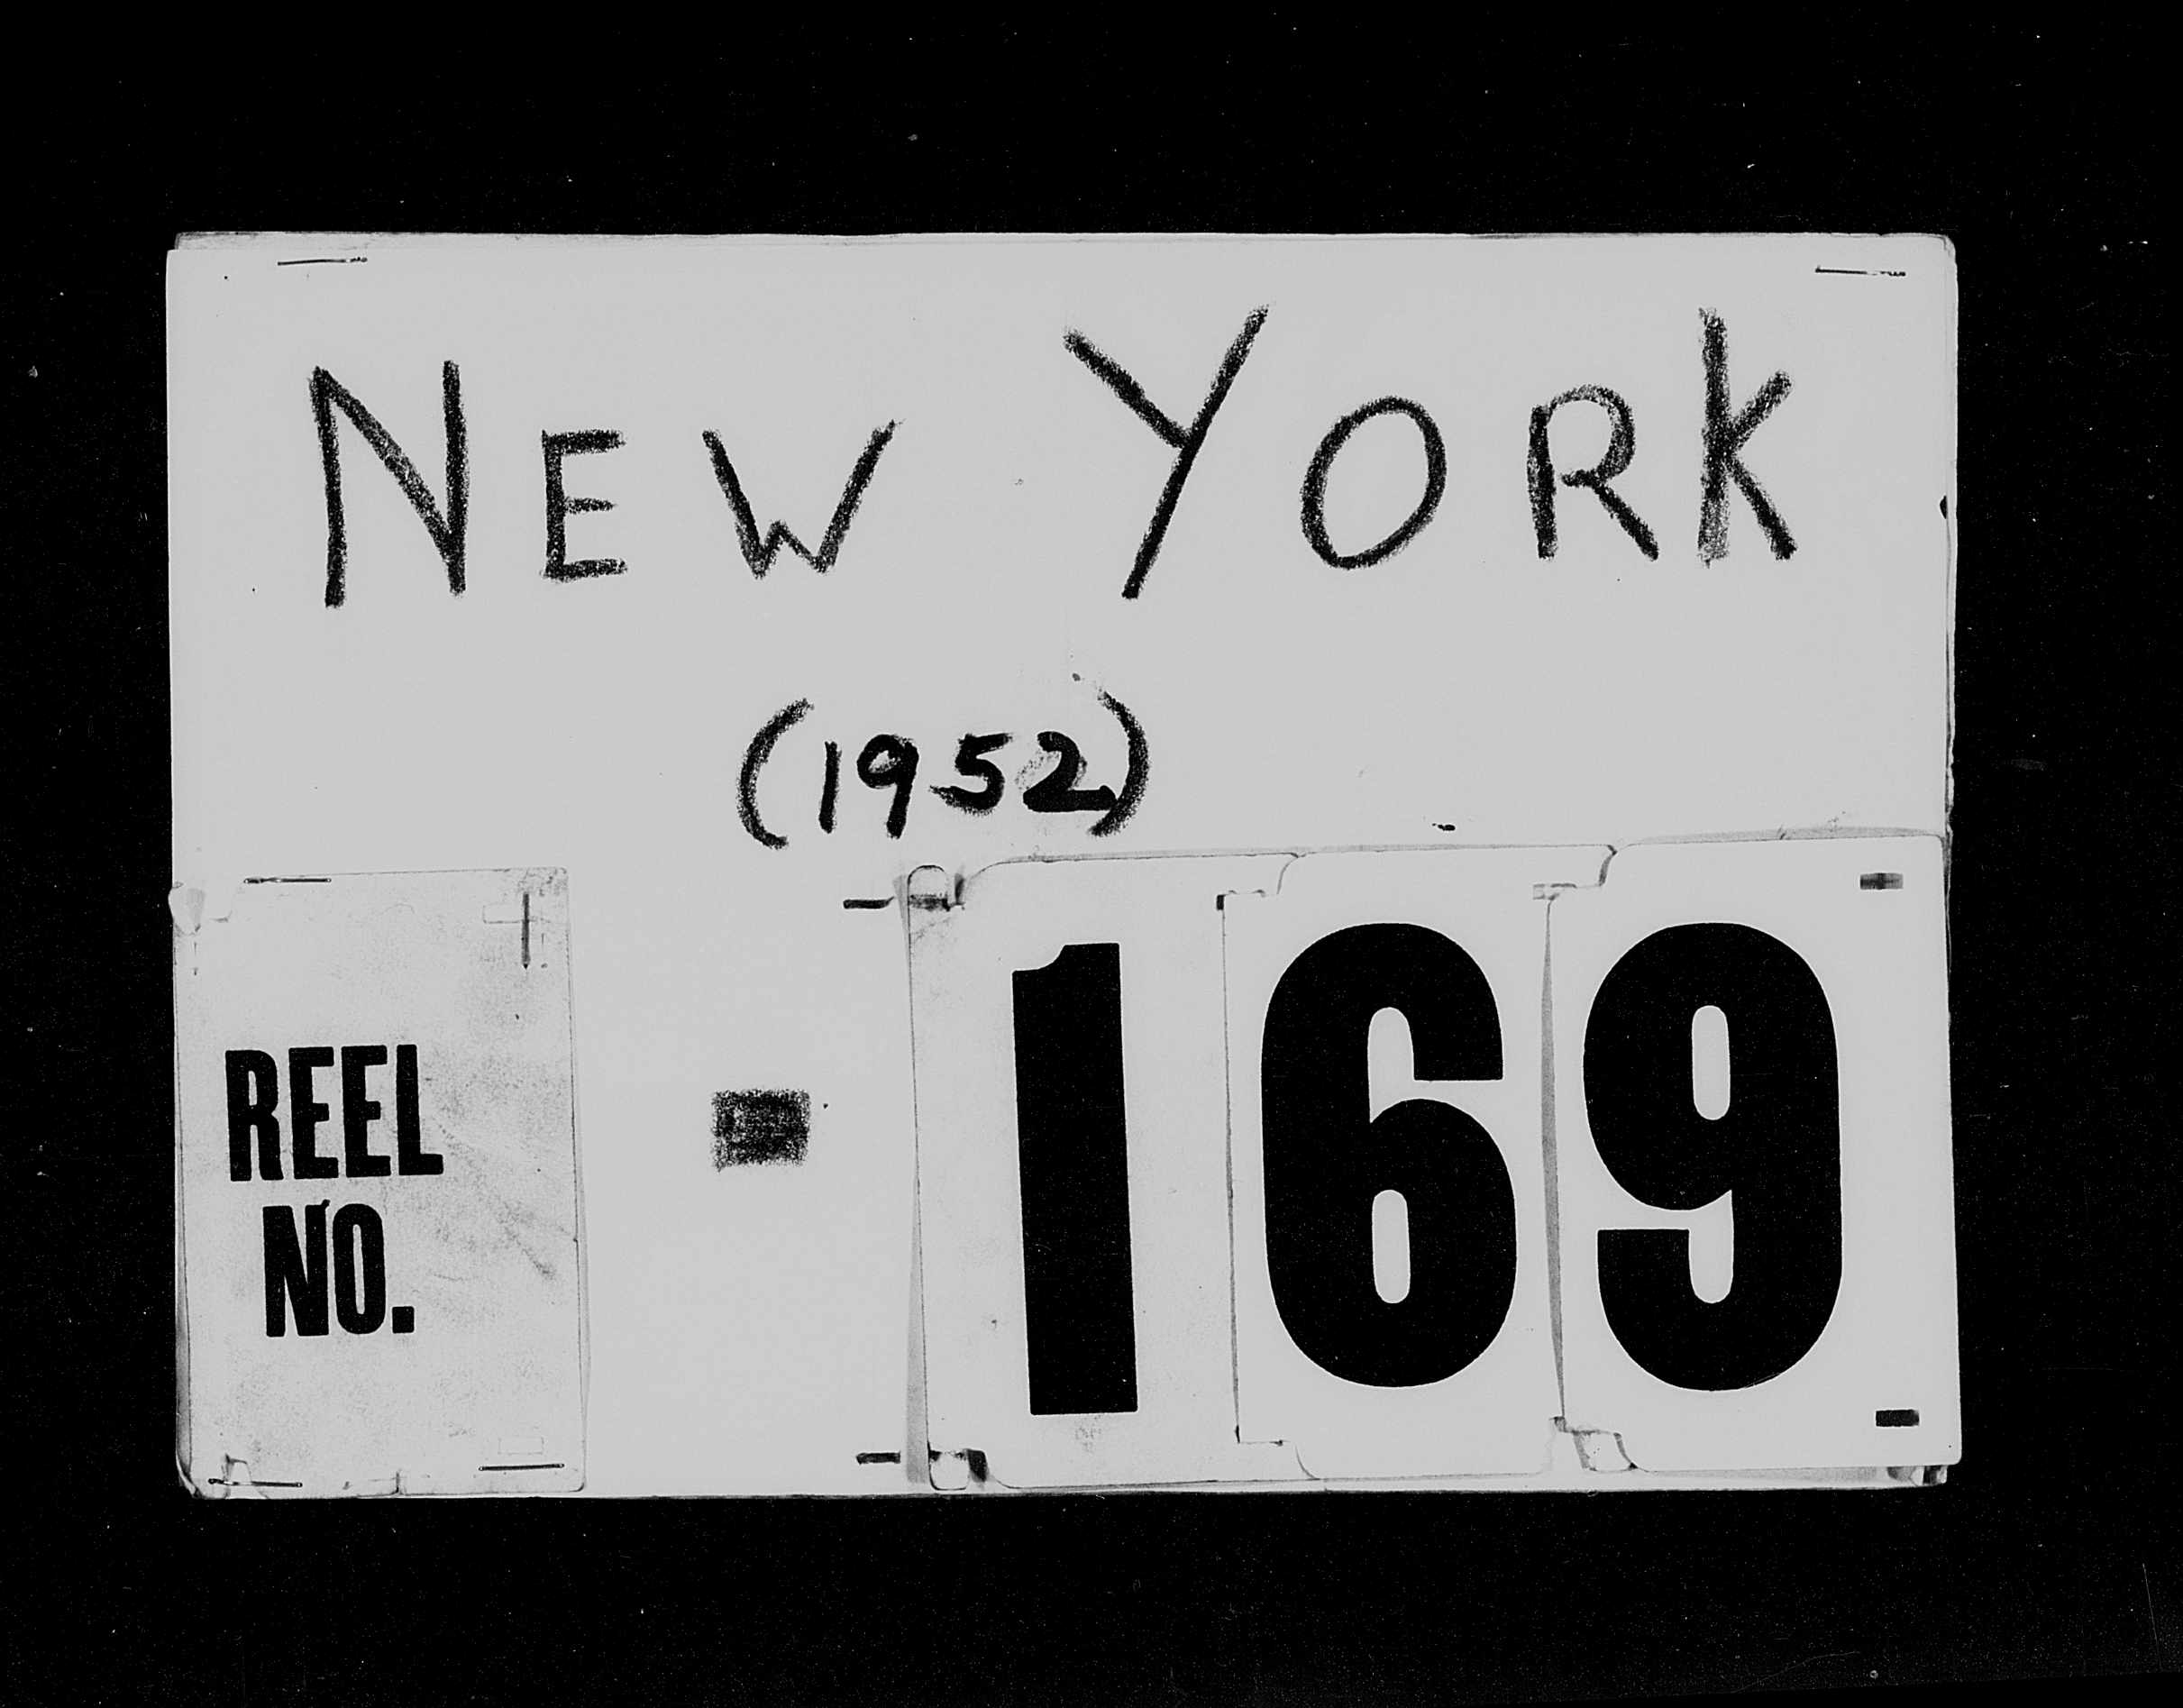 NEW YORK
(1952)
REEL
NO. - 169